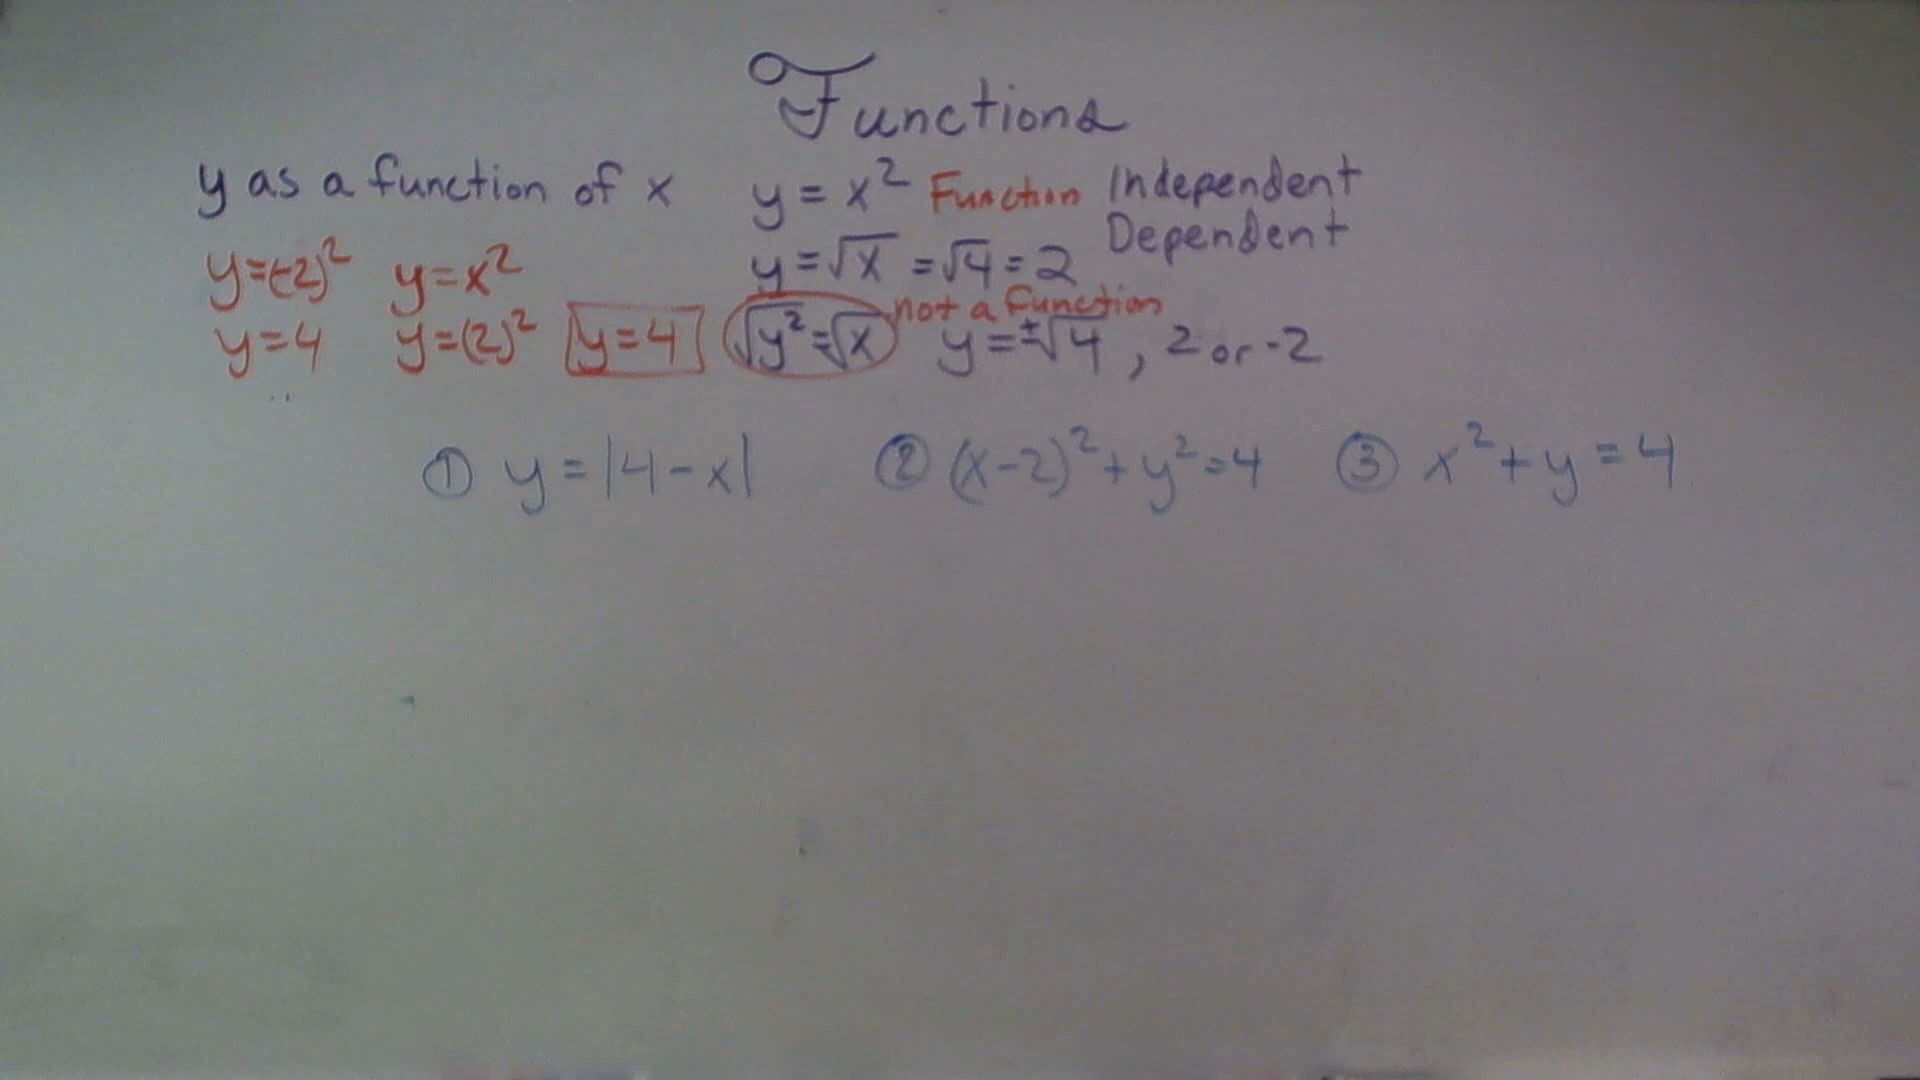 Functions
y as a function of x y = x² Function Independent
Dependent
y=(-2)² y=x² y=√x =√4=2
not a function
y=4 y=(2)² y=4 √y²=√x y=±√4, 2 or -2
① y=|4-x| ② (x-2)²+y²=4 ③ x²+y=4